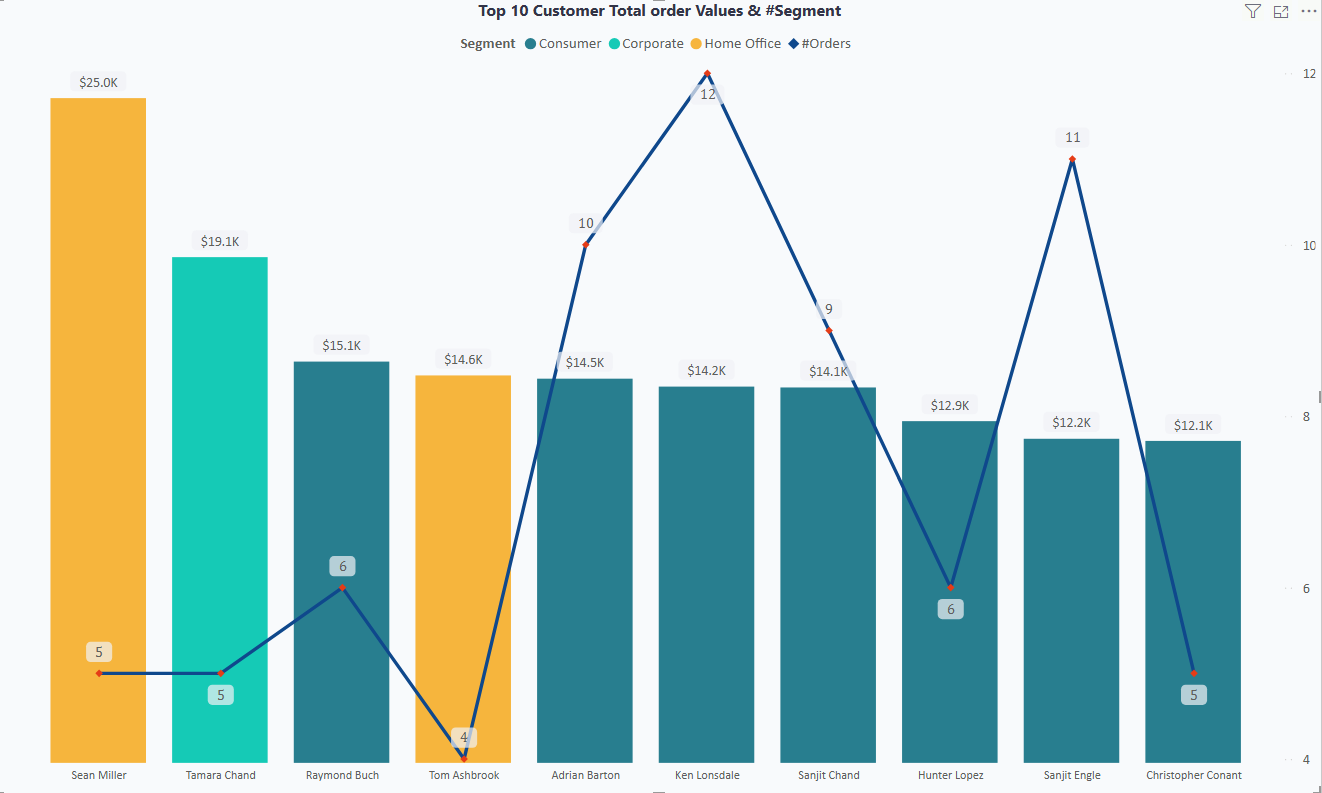 Top 10 Customer Total order Values & #Segment
Segment Consumer Corporate Home Office #Orders
$25.0K
$19.1K
$15.1K
$14.6K
$14.5K
$14.2K
$14.1K
$12.9K
$12.2K
$12.1K
5
5
6
4
10
12
9
6
11
5
12
10
8
6
4
Sean Miller
Tamara Chand
Raymond Buch
Tom Ashbrook
Adrian Barton
Ken Lonsdale
Sanjit Chand
Hunter Lopez
Sanjit Engle
Christopher Conant